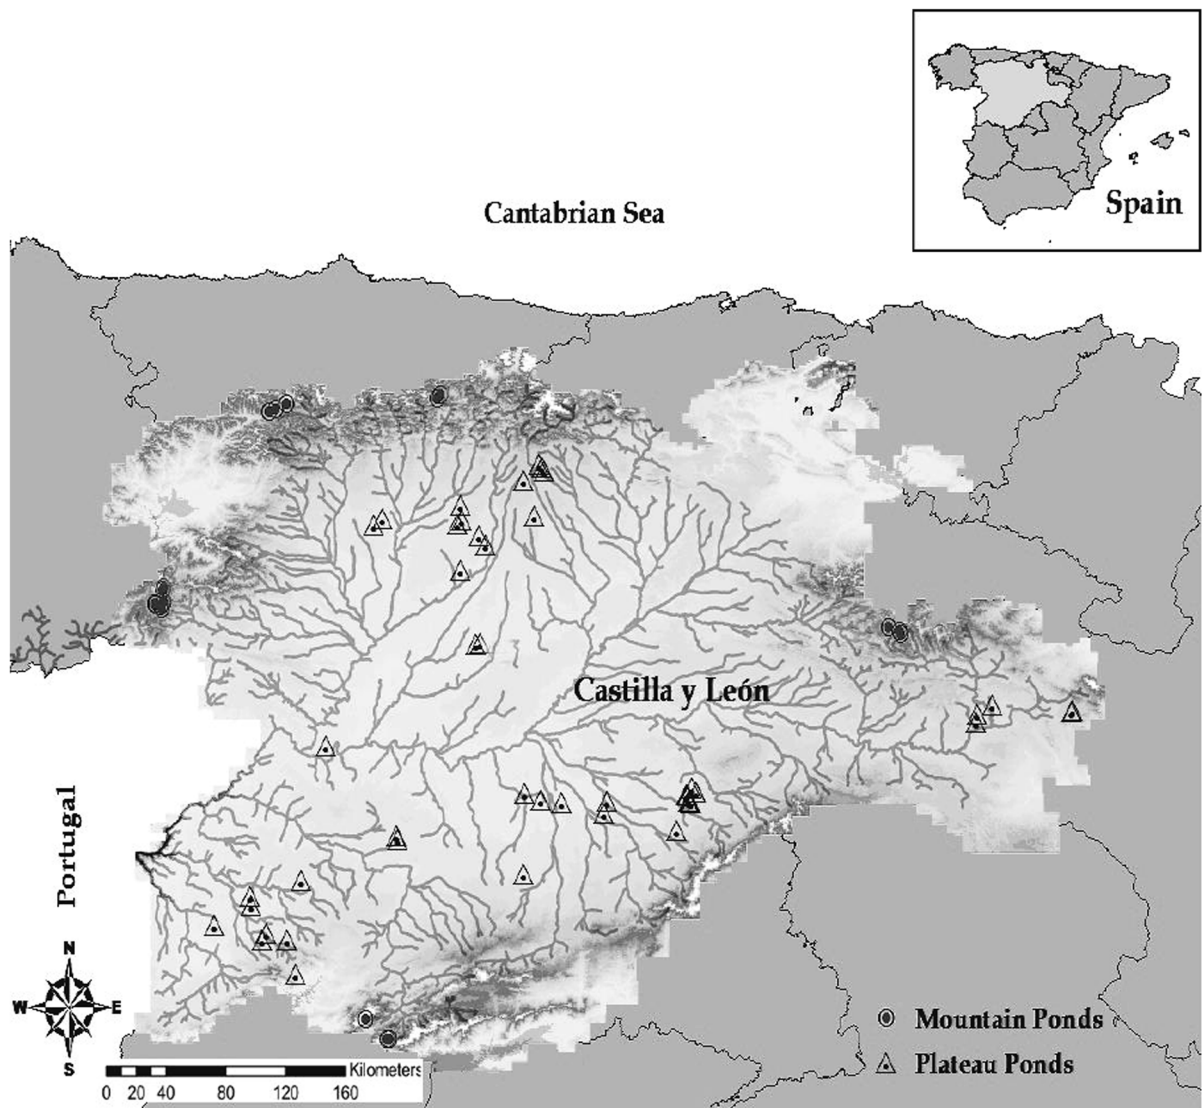 Spain
Cantabrian Sea
Castilla y León
Portugal
N
W E
S
Mountain Ponds
Plateau Ponds
Kilometers
0 20 40 80 120 160